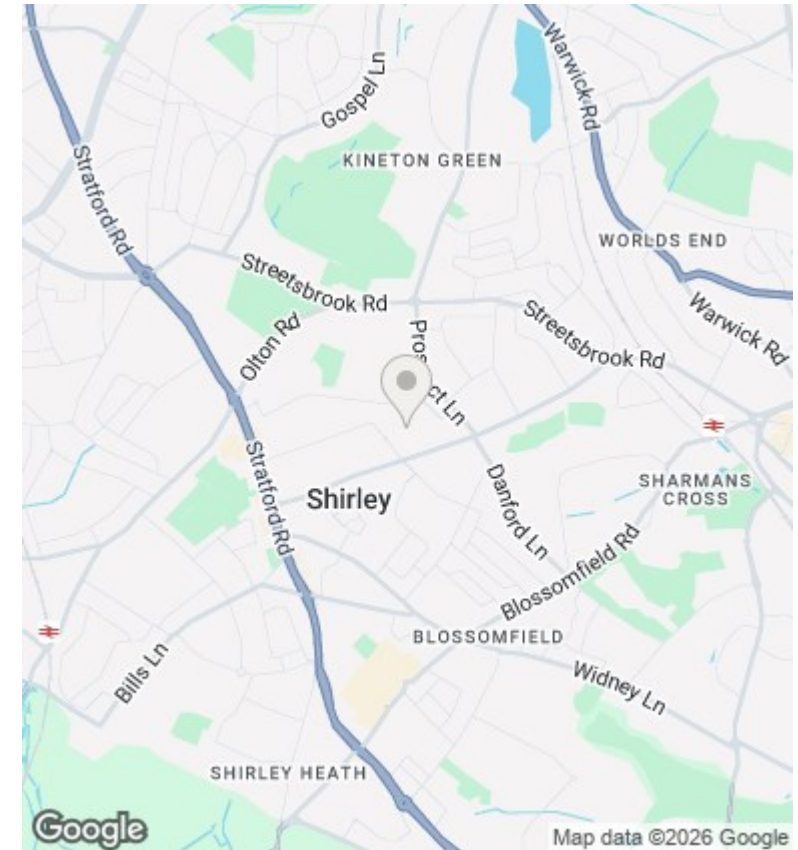 Warwick Rd
Gospel Ln
KINETON GREEN
Stratford Rd
WORLDS END
Streetsbrook Rd
Warwick Rd
Olton Rd
Prospect Ln
Streetsbrook Rd
Stratford Rd
Shirley
Danford Ln
SHARMANS
CROSS
Blossomfield Rd
BLOSSOMFIELD
Bills Ln
Widney Ln
SHIRLEY HEATH
Google
Map data ©2026 Google